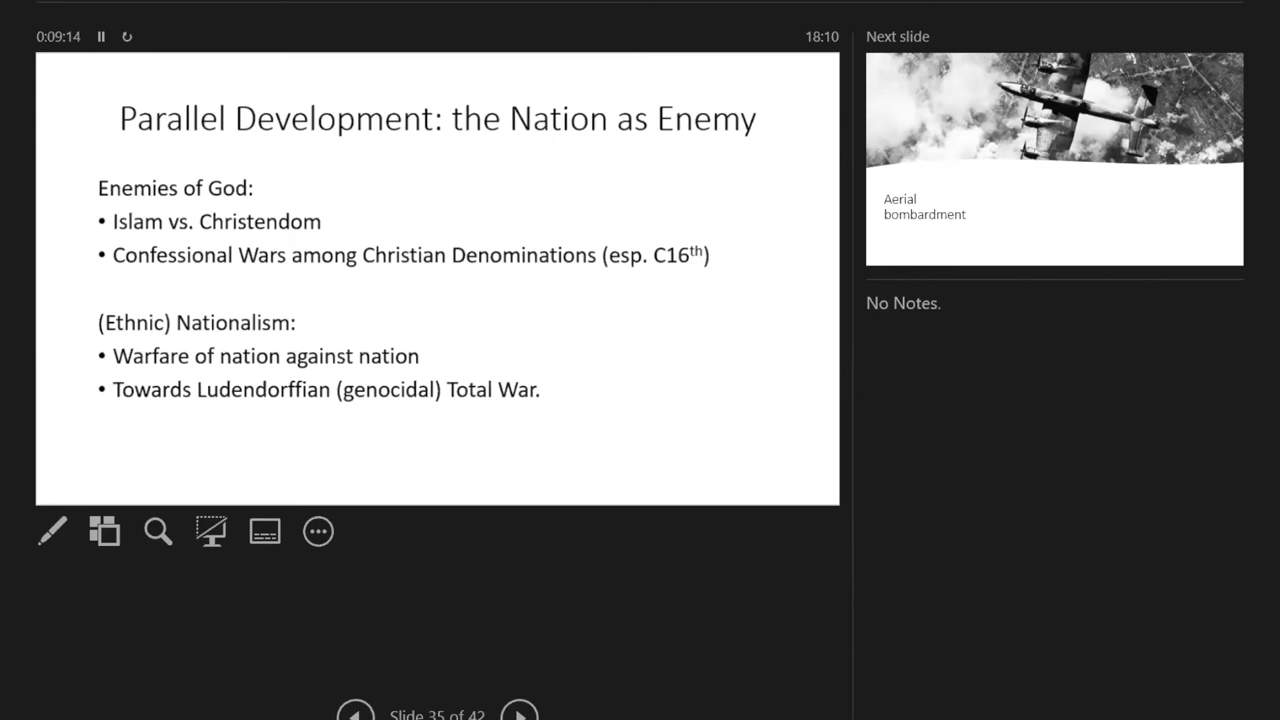 0:09:14
18:10
Next slide
Parallel Development: the Nation as Enemy
Enemies of God:
• Islam vs. Christendom
• Confessional Wars among Christian Denominations (esp. C16th)
(Ethnic) Nationalism:
• Warfare of nation against nation
• Towards Ludendorffian (genocidal) Total War.
Aerial
bombardment
No Notes.
Slide 35 of 42